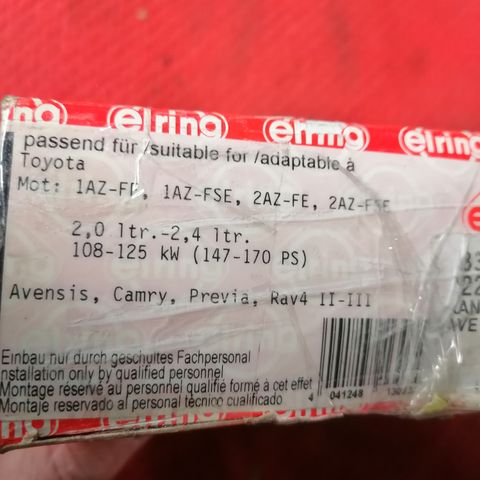 elring elring elring
passend für /suitable for /adaptable à
Toyota
Mot: 1AZ-FE, 1AZ-FSE, 2AZ-FE, 2AZ-FSE
2,0 ltr.-2,4 ltr.
108-125 kW (147-170 PS)
Avensis, Camry, Previa, Rav4 II-III
Einbau nur durch geschultes Fachpersonal
Installation only by qualified personnel
Montage réservé au personnel qualifié formé à cet effet
Montaje reservado al personal técnico cualificado
4 041248